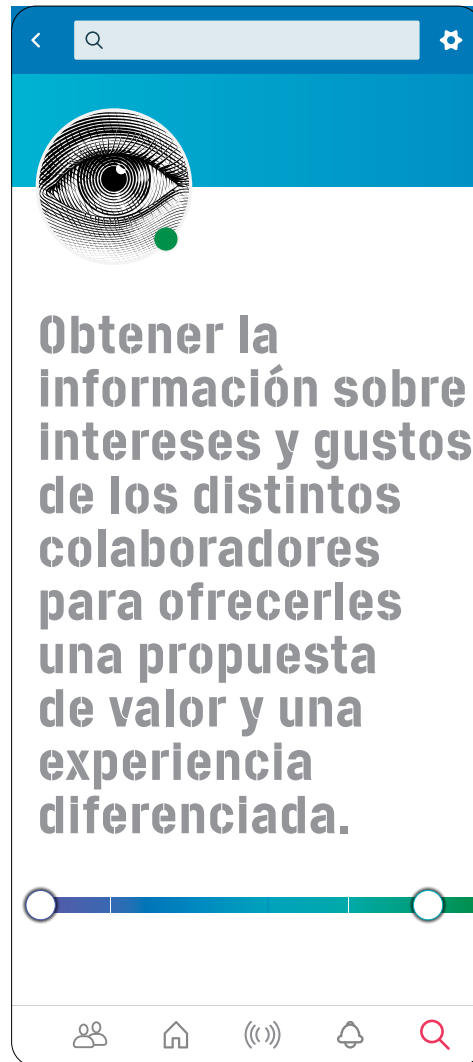 Obtener la
información sobre
intereses y gustos
de los distintos
colaboradores
para ofrecerles
una propuesta
de valor y una
experiencia
diferenciada.